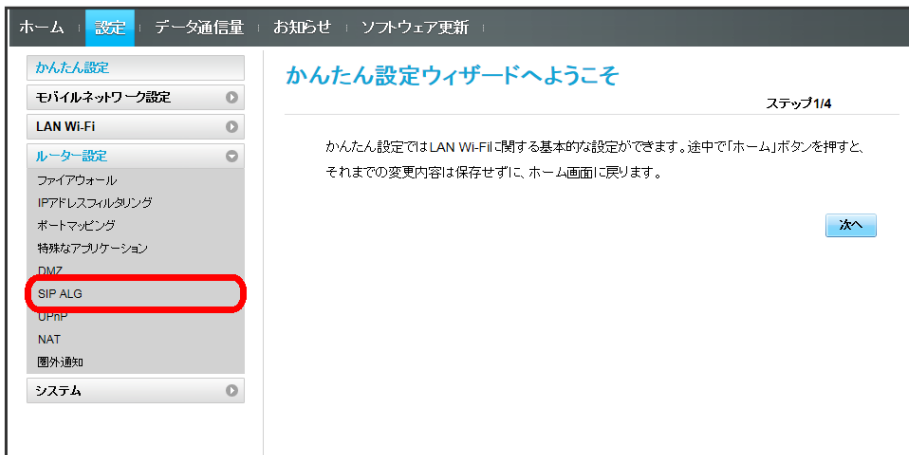 ホーム 設定 データ通信量 お知らせ ソフトウェア更新
かんたん設定
モバイルネットワーク設定
LAN Wi-Fi
ルーター設定
ファイアウォール
IPアドレスフィルタリング
ポートマッピング
特殊なアプリケーション
DMZ
SIP ALG
UPnP
NAT
圏外通知
システム
かんたん設定ウィザードへようこそ
ステップ1/4
かんたん設定ではLAN Wi-Fiに関する基本的な設定ができます。途中で「ホーム」ボタンを押すと、
それまでの変更内容は保存せずに、ホーム画面に戻ります。
次へ